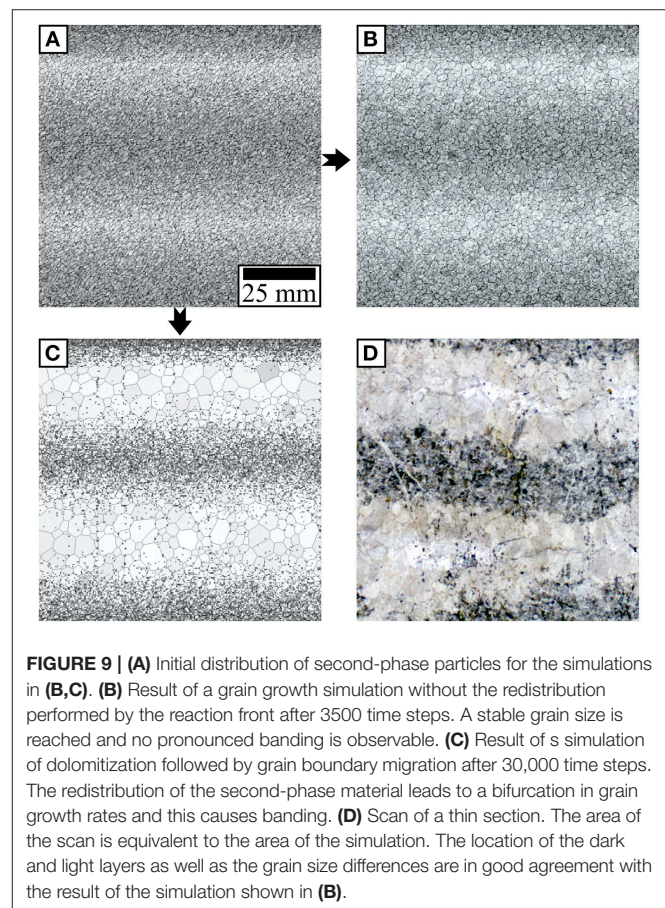 A
B
25 mm
C
D
FIGURE 9 | (A) Initial distribution of second-phase particles for the simulations
in (B,C). (B) Result of a grain growth simulation without the redistribution
performed by the reaction front after 3500 time steps. A stable grain size is
reached and no pronounced banding is observable. (C) Result of s simulation
of dolomitization followed by grain boundary migration after 30,000 time steps.
The redistribution of the second-phase material leads to a bifurcation in grain
growth rates and this causes banding. (D) Scan of a thin section. The area of
the scan is equivalent to the area of the simulation. The location of the dark
and light layers as well as the grain size differences are in good agreement with
the result of the simulation shown in (B).